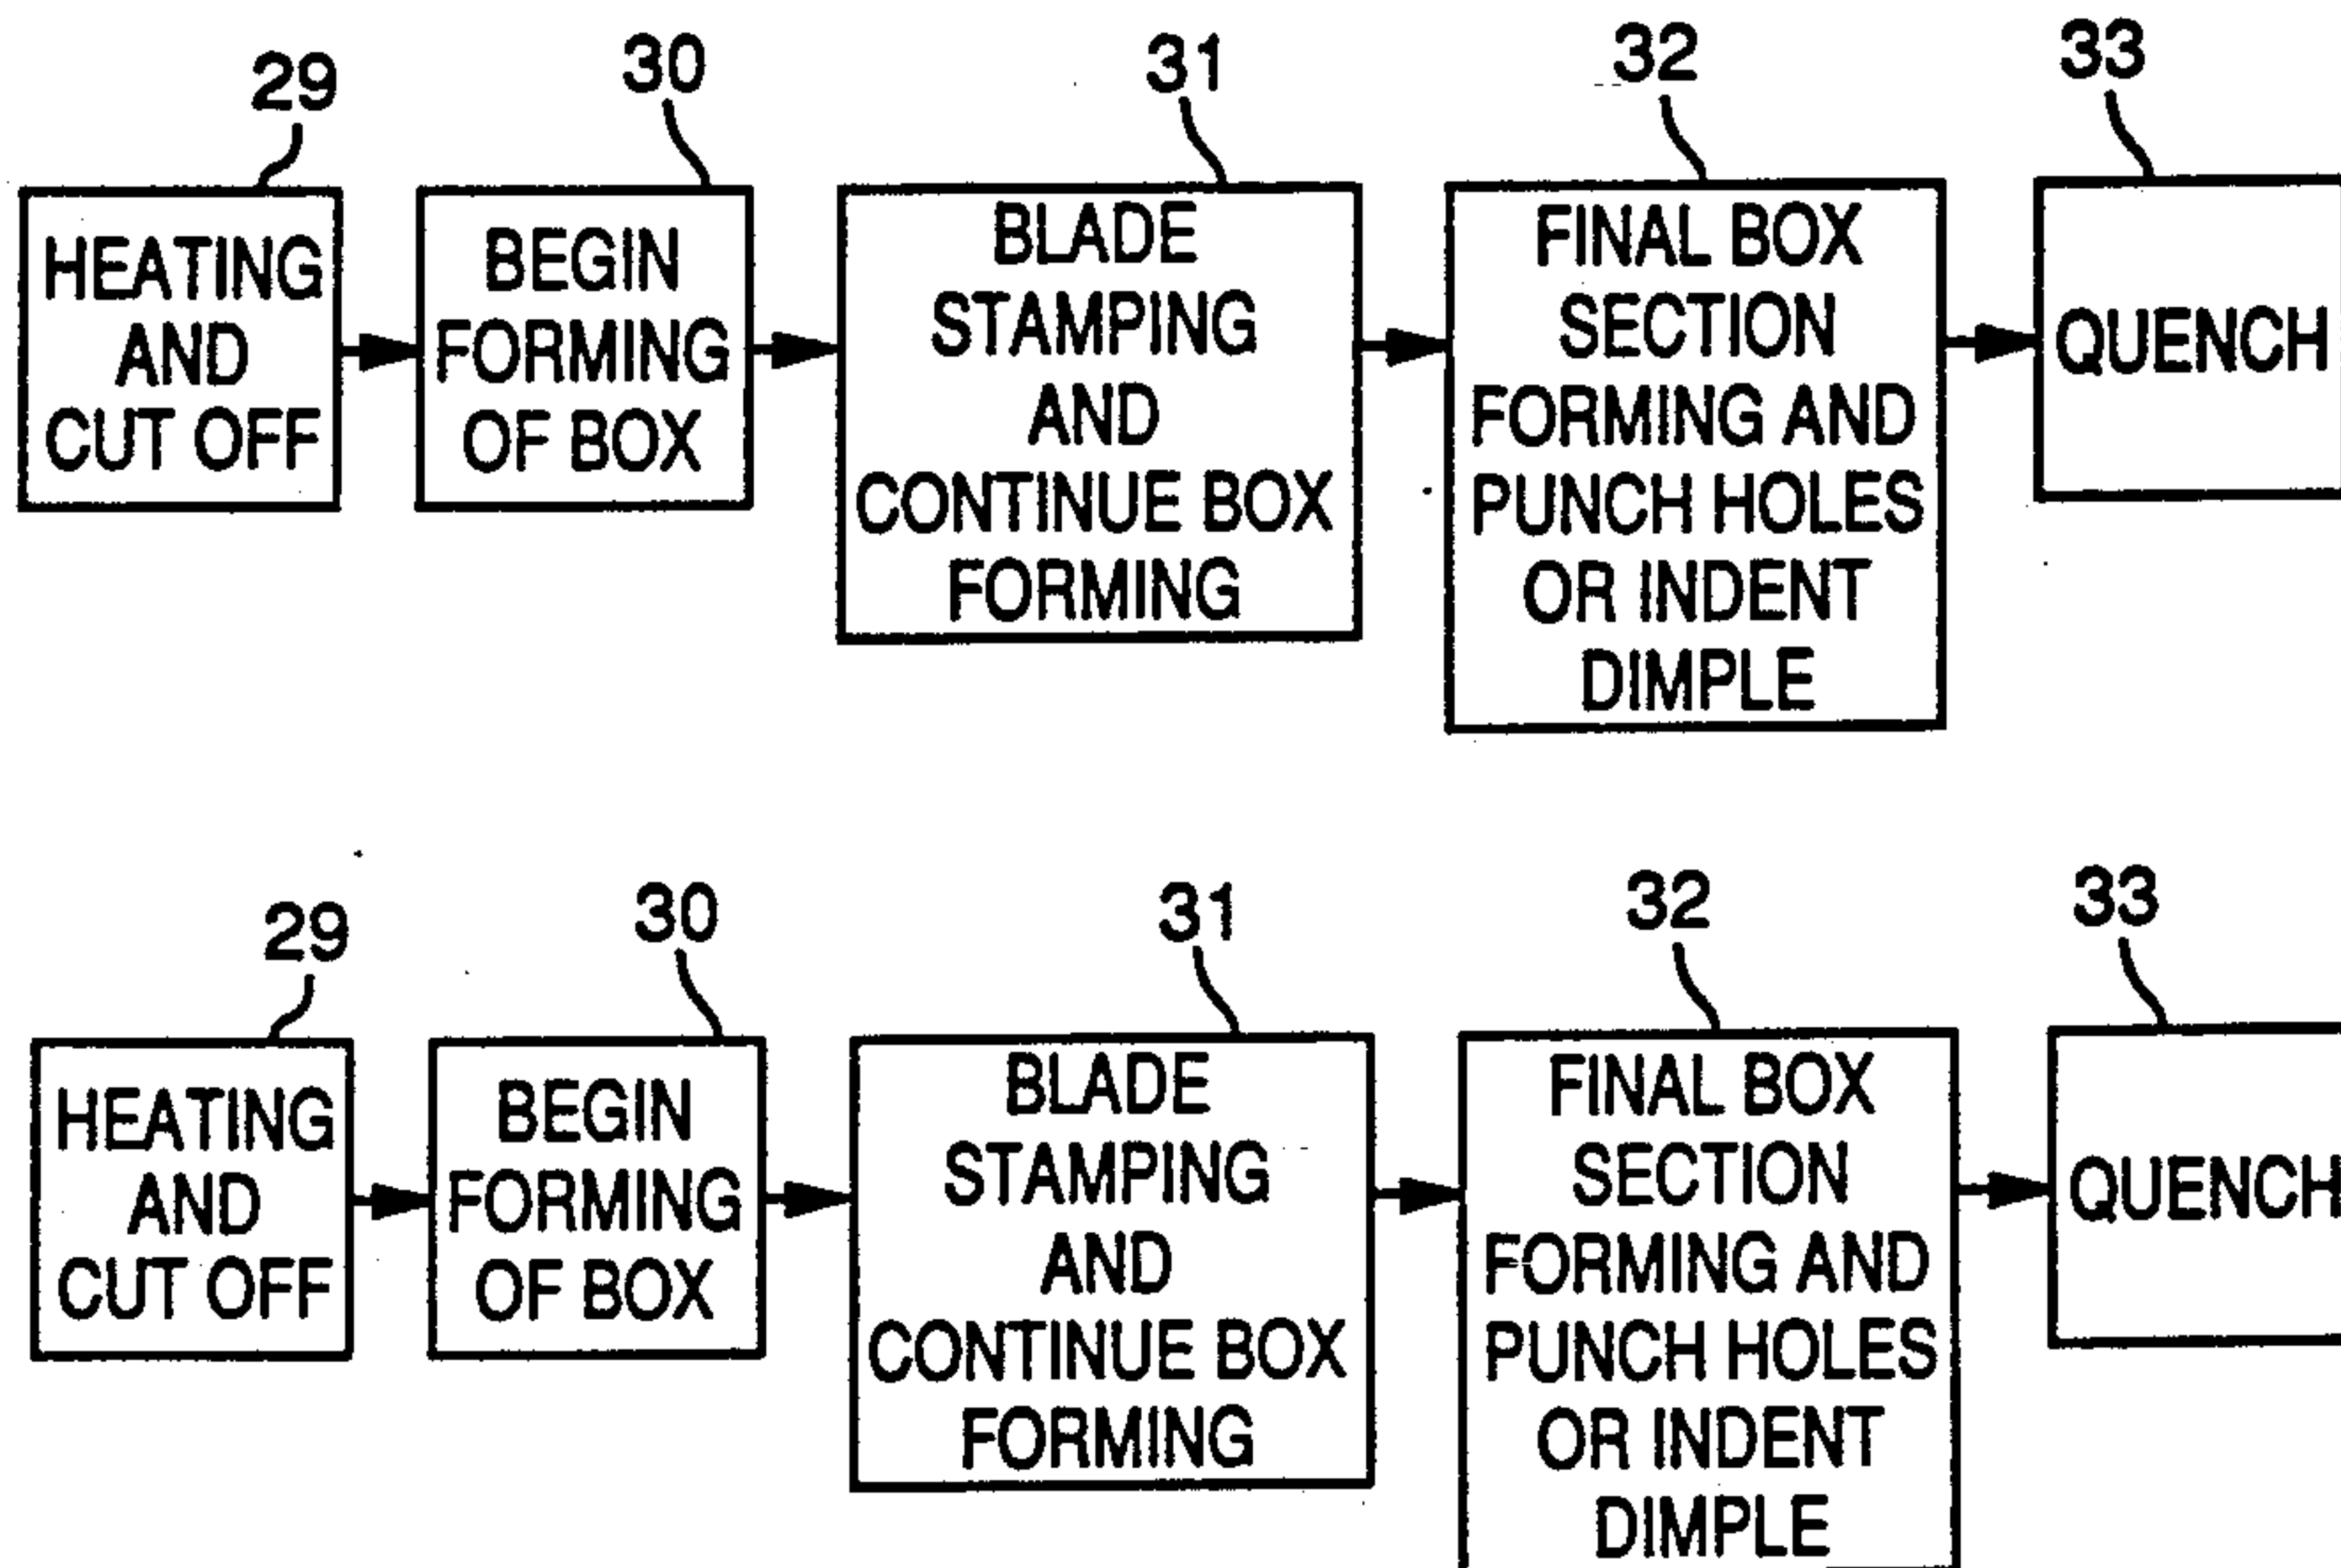 29
30
31
32
33
HEATING
AND
CUT OFF
BEGIN
FORMING
OF BOX
BLADE
STAMPING
AND
CONTINUE BOX
FORMING
FINAL BOX
SECTION
FORMING AND
PUNCH HOLES
OR INDENT
DIMPLE
QUENCH
29
30
31
32
33
HEATING
AND
CUT OFF
BEGIN
FORMING
OF BOX
BLADE
STAMPING
AND
CONTINUE BOX
FORMING
FINAL BOX
SECTION
FORMING AND
PUNCH HOLES
OR INDENT
DIMPLE
QUENCH